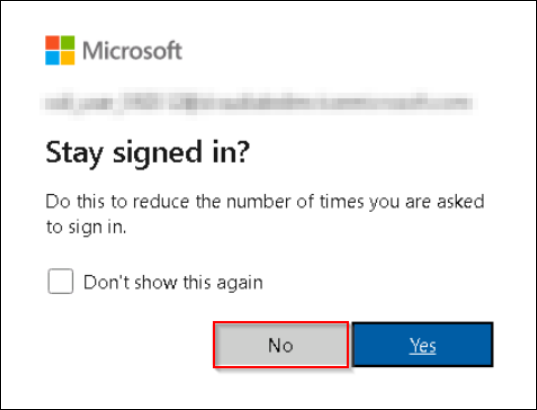 Microsoft
Stay signed in?
Do this to reduce the number of times you are asked
to sign in.
Don't show this again
No
Yes